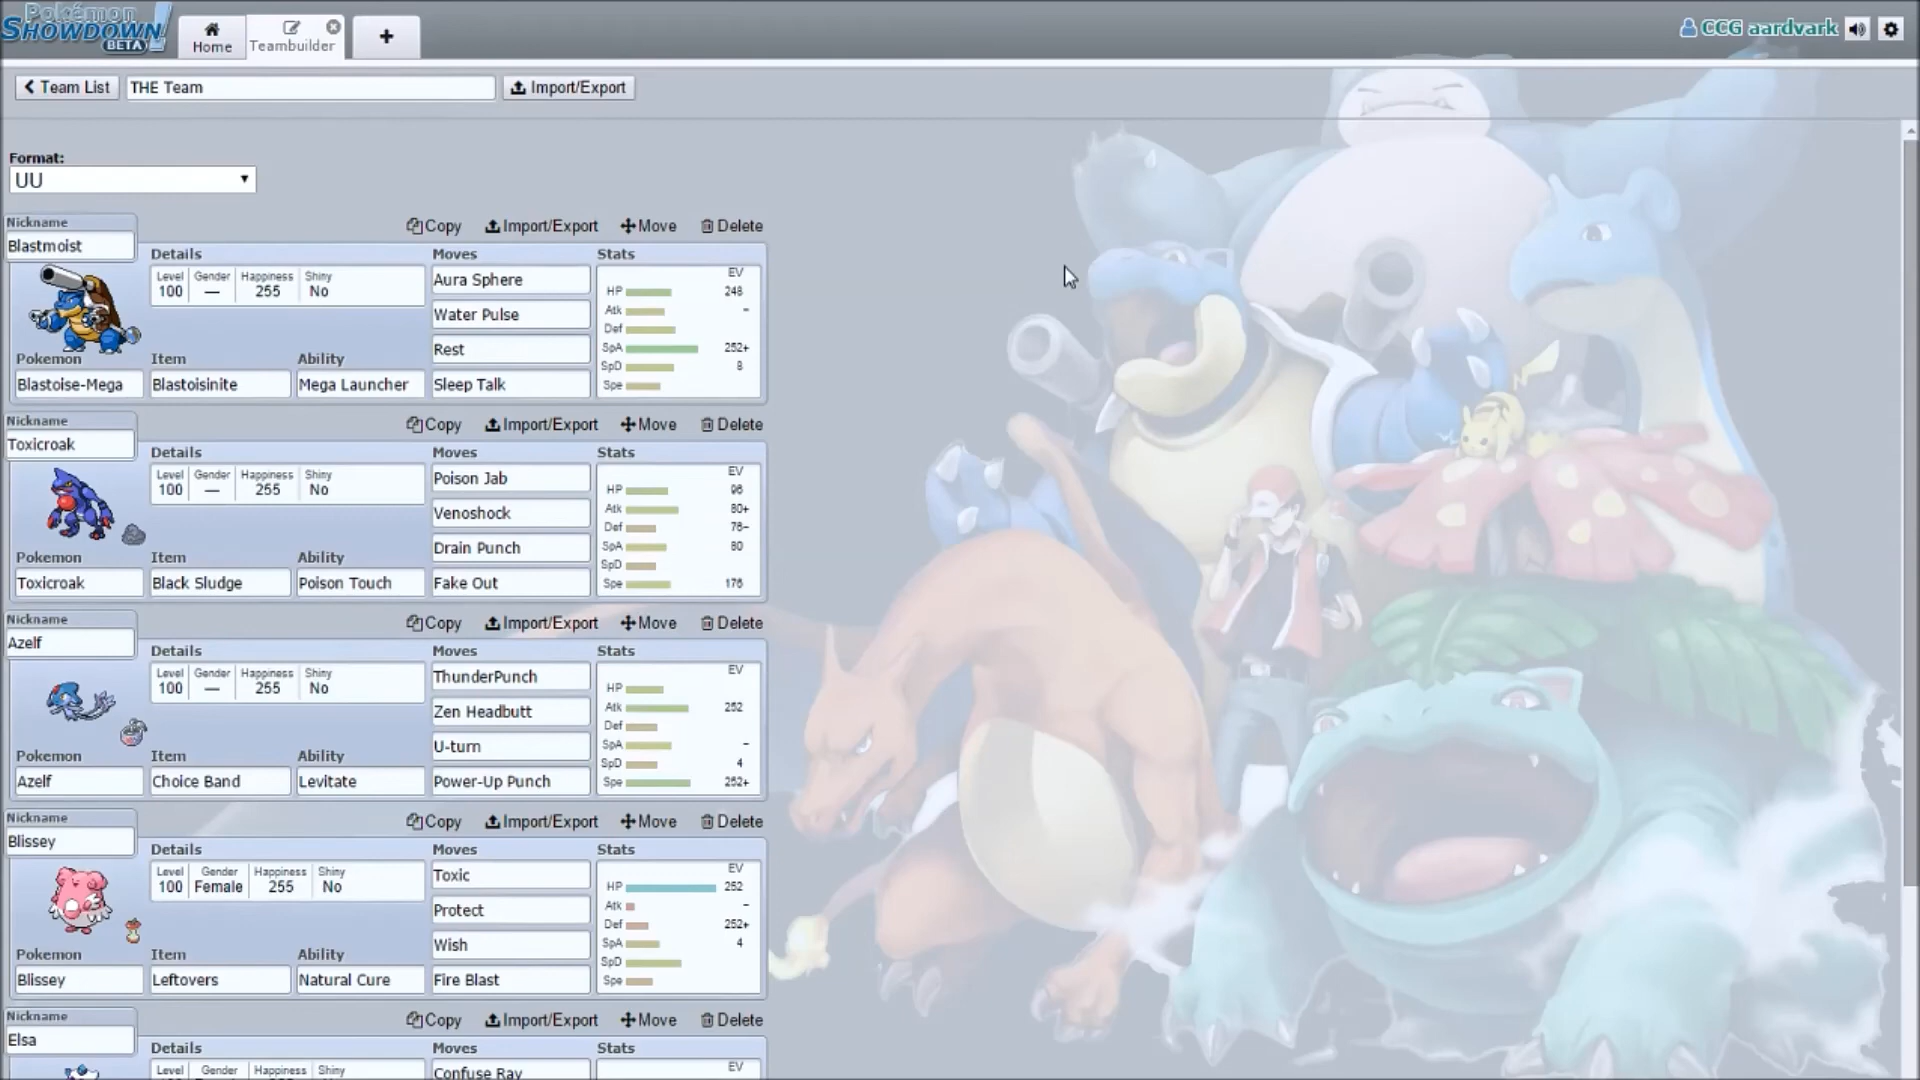 Pokémon
SHOWDOWN!
BETA
Home
Teambuilder
+
CCG aardvark
Team List
THE Team
Import/Export
Format:
UU
Nickname
Blastmoist
Copy Import/Export Move Delete
Details Moves Stats
Level Gender Happiness Shiny
100 — 255 No
Pokemon Item Ability
Blastoise-Mega Blastoisinite Mega Launcher
Aura Sphere
Water Pulse
Rest
Sleep Talk
EV
HP 248
Atk -
Def
SpA 252+
SpD 8
Spe
Nickname
Toxicroak
Copy Import/Export Move Delete
Details Moves Stats
Level Gender Happiness Shiny
100 — 255 No
Pokemon Item Ability
Toxicroak Black Sludge Poison Touch
Poison Jab
Venoshock
Drain Punch
Fake Out
EV
HP 96
Atk 80+
Def 76-
SpA 80
SpD
Spe 176
Nickname
Azelf
Copy Import/Export Move Delete
Details Moves Stats
Level Gender Happiness Shiny
100 — 255 No
Pokemon Item Ability
Azelf Choice Band Levitate
ThunderPunch
Zen Headbutt
U-turn
Power-Up Punch
EV
HP
Atk 252
Def
SpA -
SpD 4
Spe 252+
Nickname
Blissey
Copy Import/Export Move Delete
Details Moves Stats
Level Gender Happiness Shiny
100 Female 255 No
Pokemon Item Ability
Blissey Leftovers Natural Cure
Toxic
Protect
Wish
Fire Blast
EV
HP 252
Atk -
Def 252+
SpA 4
SpD
Spe
Nickname
Elsa
Copy Import/Export Move Delete
Details Moves Stats
Level Gender Happiness Shiny
Confuse Ray
EV